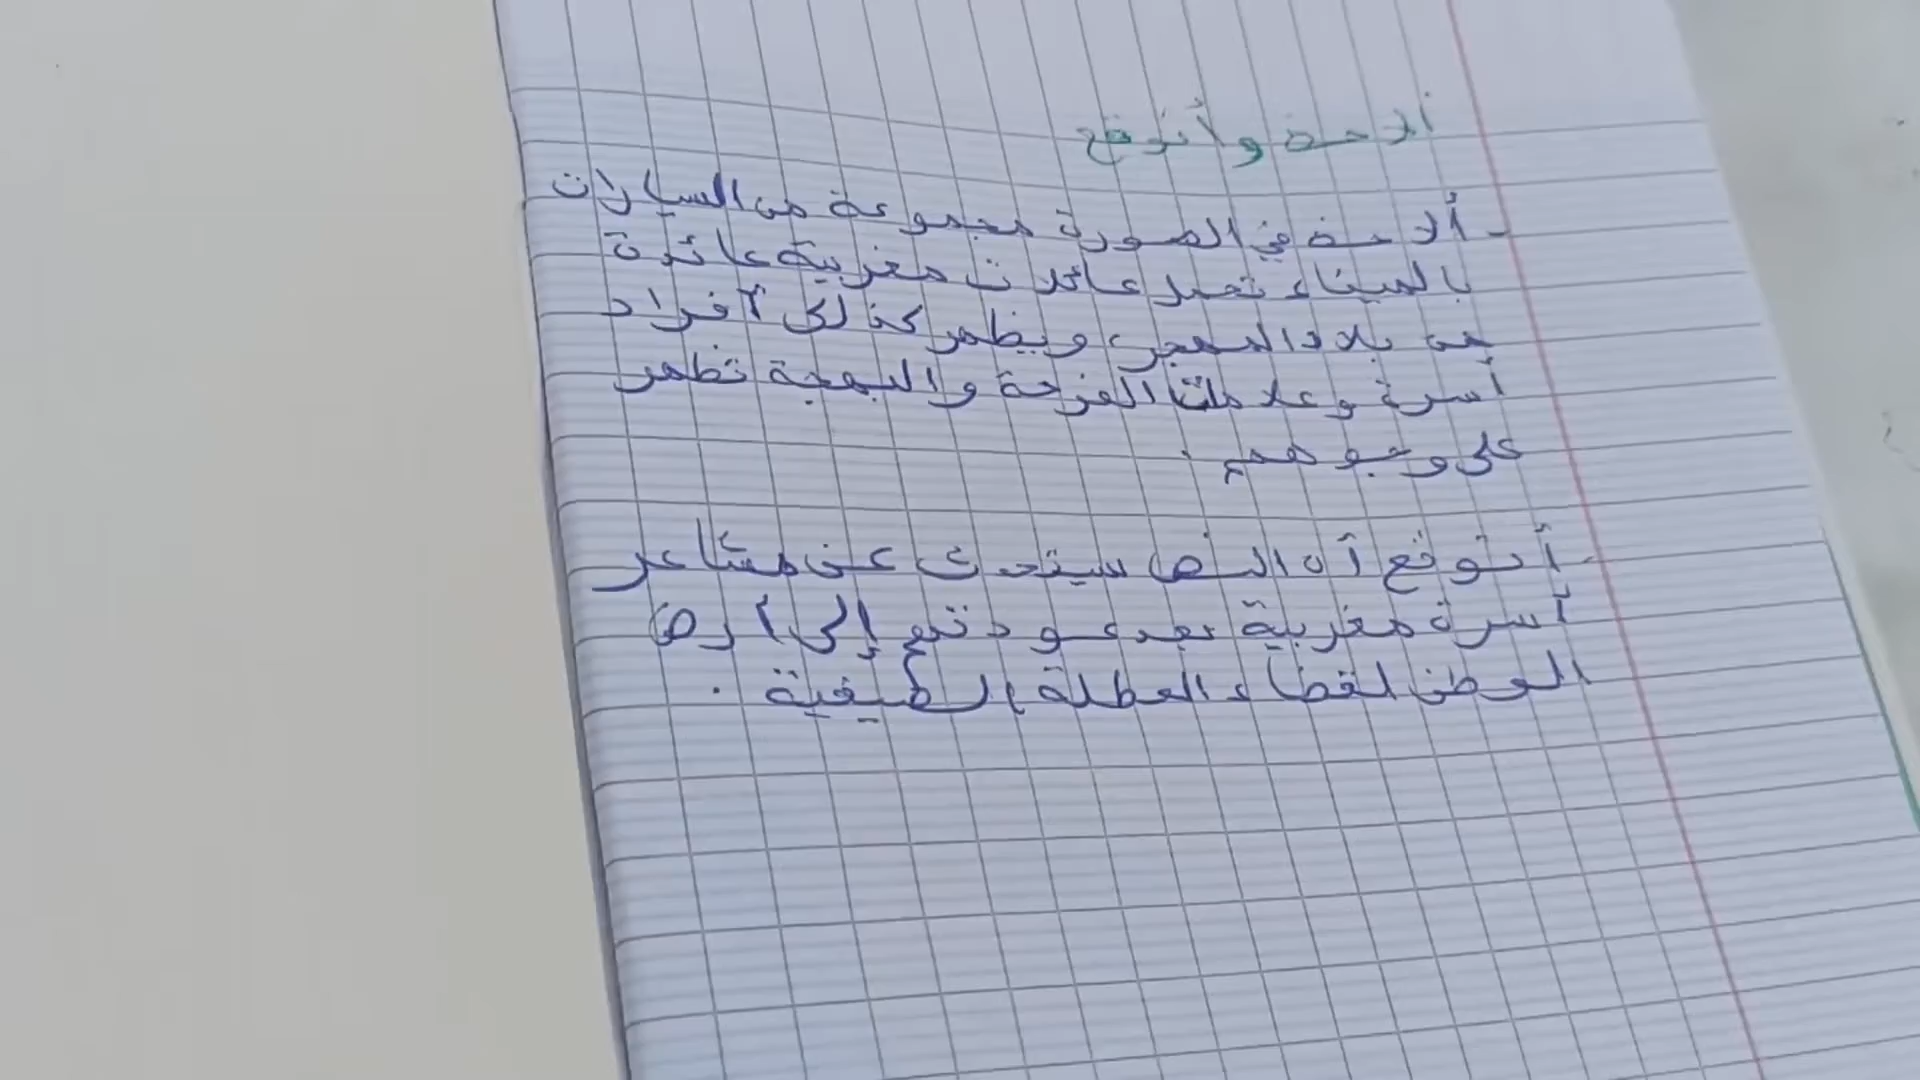 ألاحظ وأتوقع
- ألاحظ في الصورة مجموعة من السيارات
بالميناء تحمل عائلات مغربية عائدة
من بلاد المهجر، ويظهر كذلك أفراد
أسرة وعلامات الفرحة والبهجة تظهر
على وجوههم.
- أتوقع أن النص سيتحدث عن مشاعر
أسرة مغربية بعد عودتهم إلى أرض
الوطن لقضاء العطلة الصيفية.